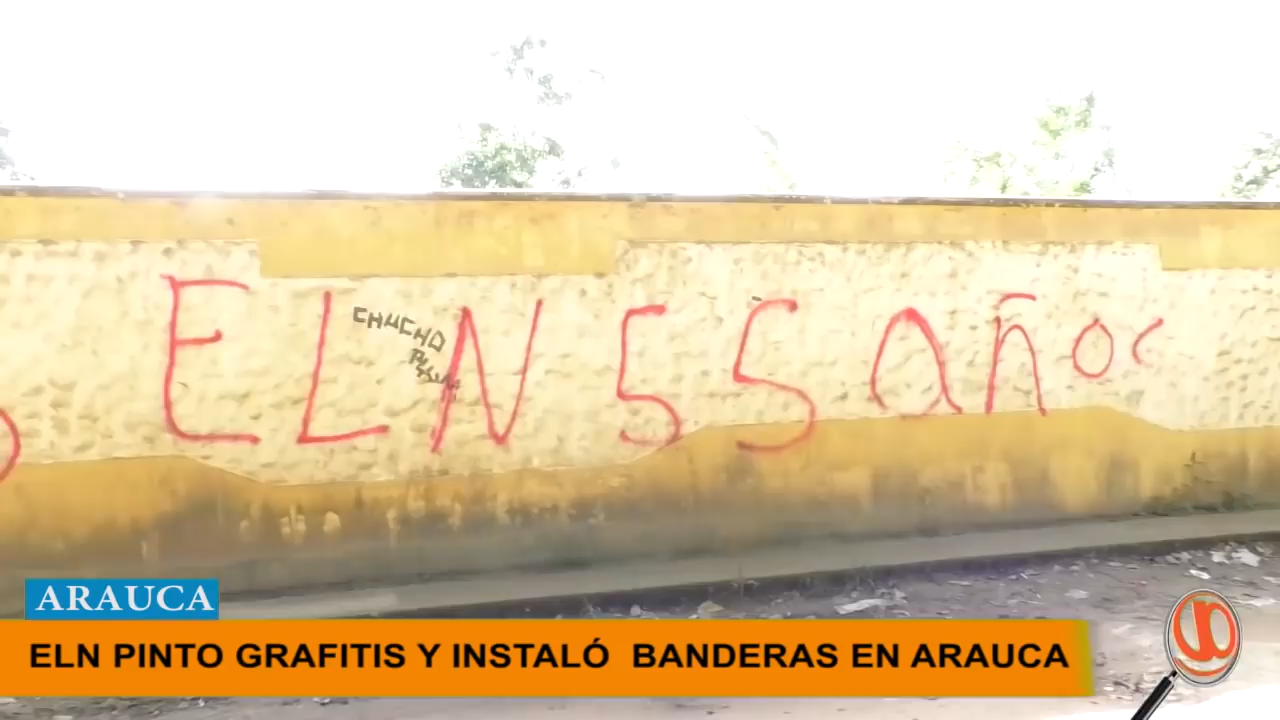 ELN 55 años
CHUCHO
ARAUCA
ELN PINTO GRAFITIS Y INSTALÓ BANDERAS EN ARAUCA